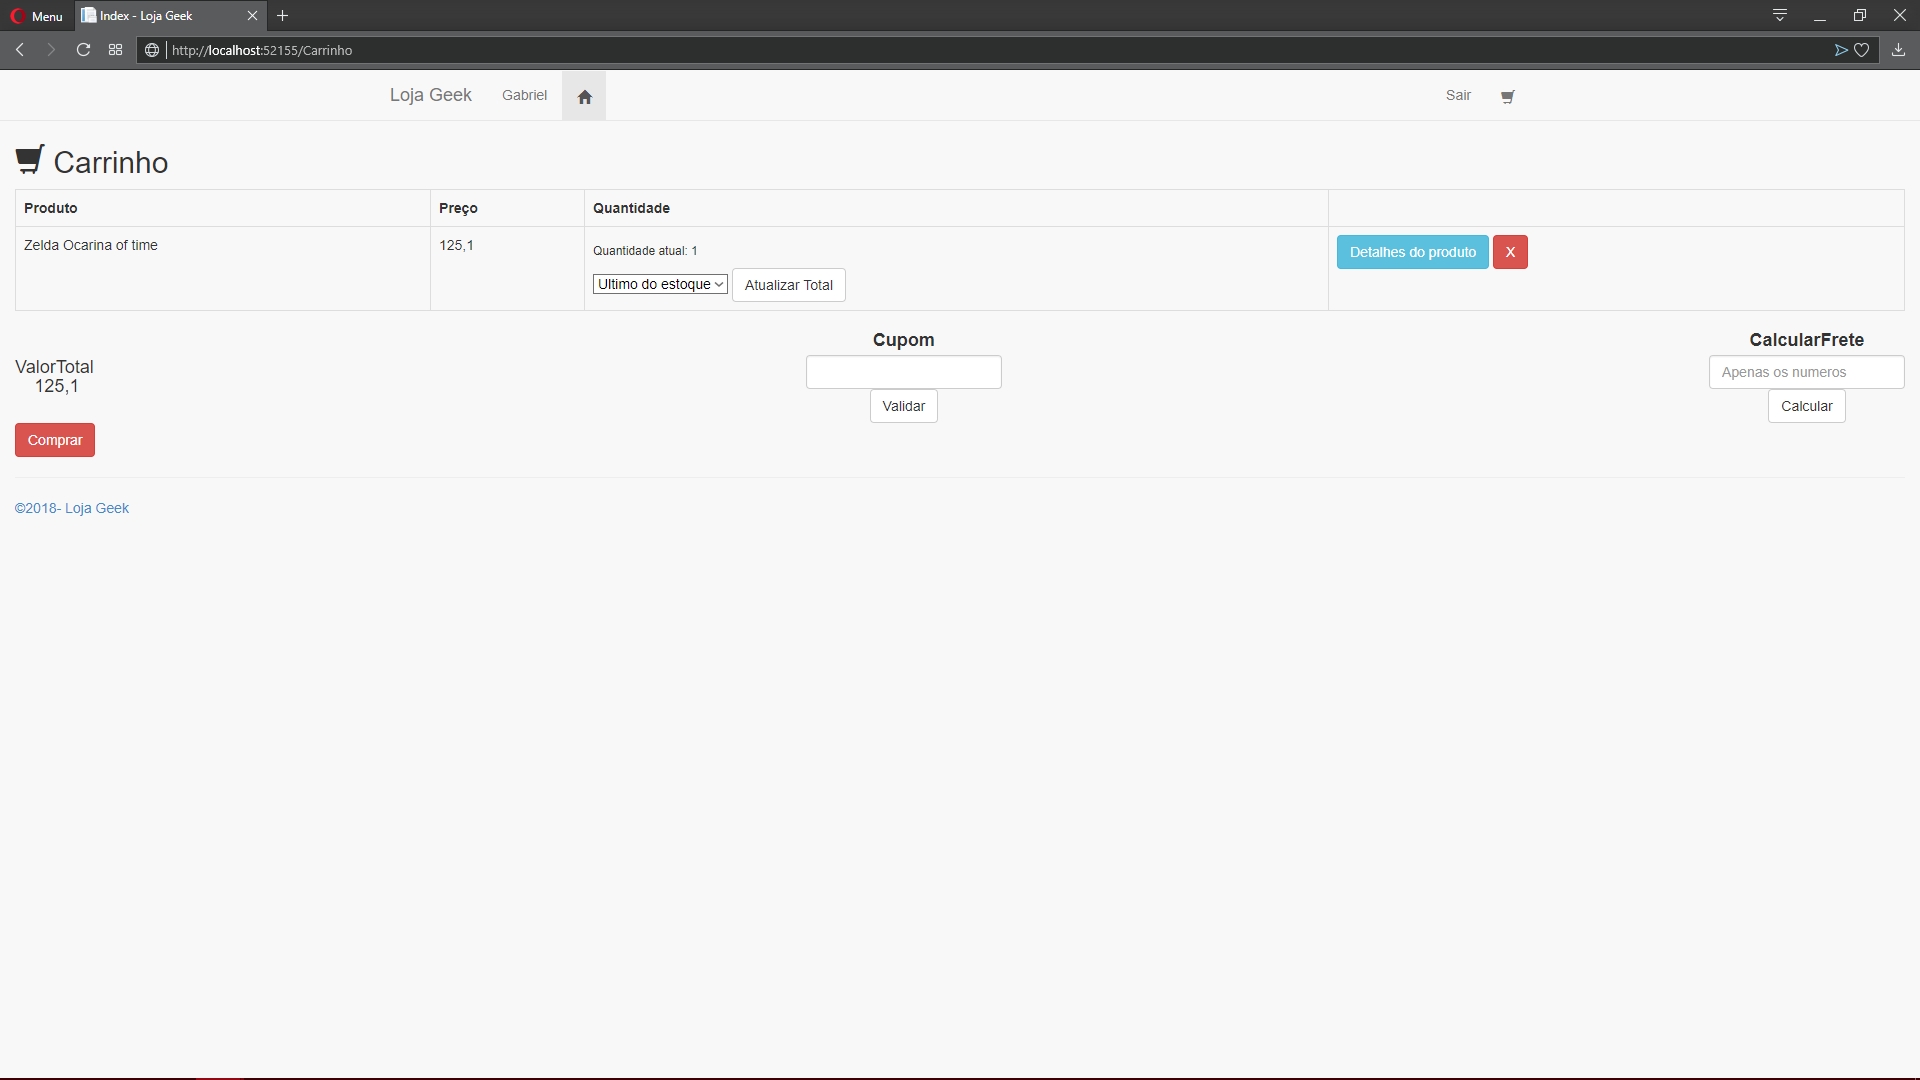 Menu
Index - Loja Geek
http://localhost:52155/Carrinho
Loja Geek Gabriel Sair
Carrinho
Produto Preço Quantidade
Zelda Ocarina of time 125,1 Quantidade atual: 1 Detalhes do produto X
Ultimo do estoque Atualizar Total
Cupom CalcularFrete
ValorTotal Apenas os numeros
125,1
Validar Calcular
Comprar
©2018- Loja Geek